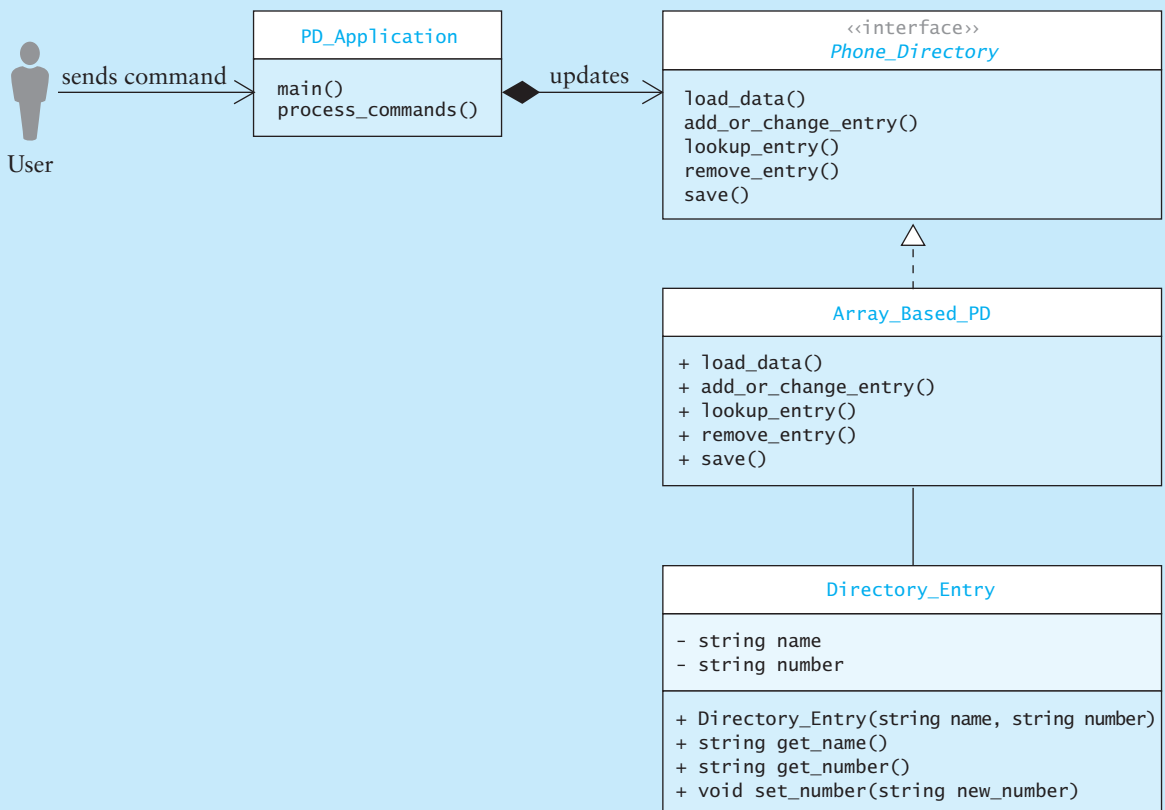 User
sends command
PD_Application
main()
process_commands()
updates
‹‹interface››
Phone_Directory
load_data()
add_or_change_entry()
lookup_entry()
remove_entry()
save()
Array_Based_PD
+ load_data()
+ add_or_change_entry()
+ lookup_entry()
+ remove_entry()
+ save()
Directory_Entry
- string name
- string number
+ Directory_Entry(string name, string number)
+ string get_name()
+ string get_number()
+ void set_number(string new_number)